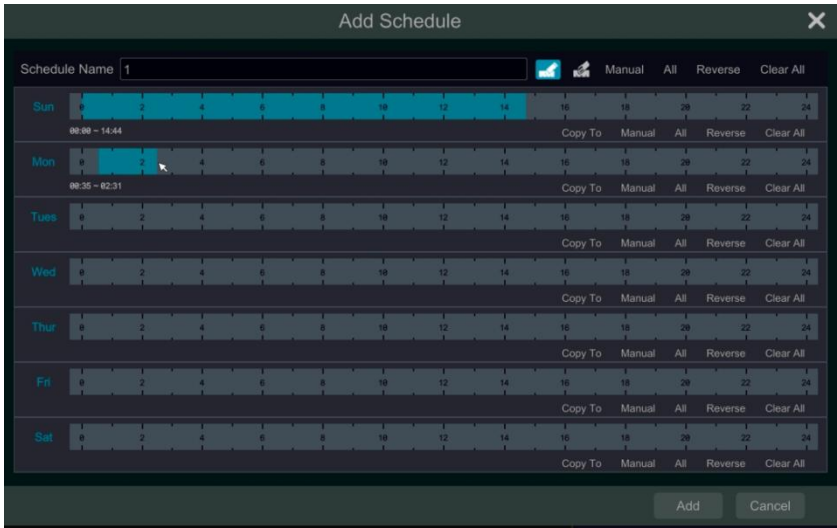 Add Schedule
Schedule Name 1 Manual All Reverse Clear All
Sun 0 2 4 6 8 10 12 14 16 18 20 22 24
00:00 ~ 14:44 Copy To Manual All Reverse Clear All
Mon 0 2 4 6 8 10 12 14 16 18 20 22 24
00:35 ~ 02:31 Copy To Manual All Reverse Clear All
Tues 0 2 4 6 8 10 12 14 16 18 20 22 24
Copy To Manual All Reverse Clear All
Wed 0 2 4 6 8 10 12 14 16 18 20 22 24
Copy To Manual All Reverse Clear All
Thur 0 2 4 6 8 10 12 14 16 18 20 22 24
Copy To Manual All Reverse Clear All
Fri 0 2 4 6 8 10 12 14 16 18 20 22 24
Copy To Manual All Reverse Clear All
Sat 0 2 4 6 8 10 12 14 16 18 20 22 24
Copy To Manual All Reverse Clear All
Add Cancel